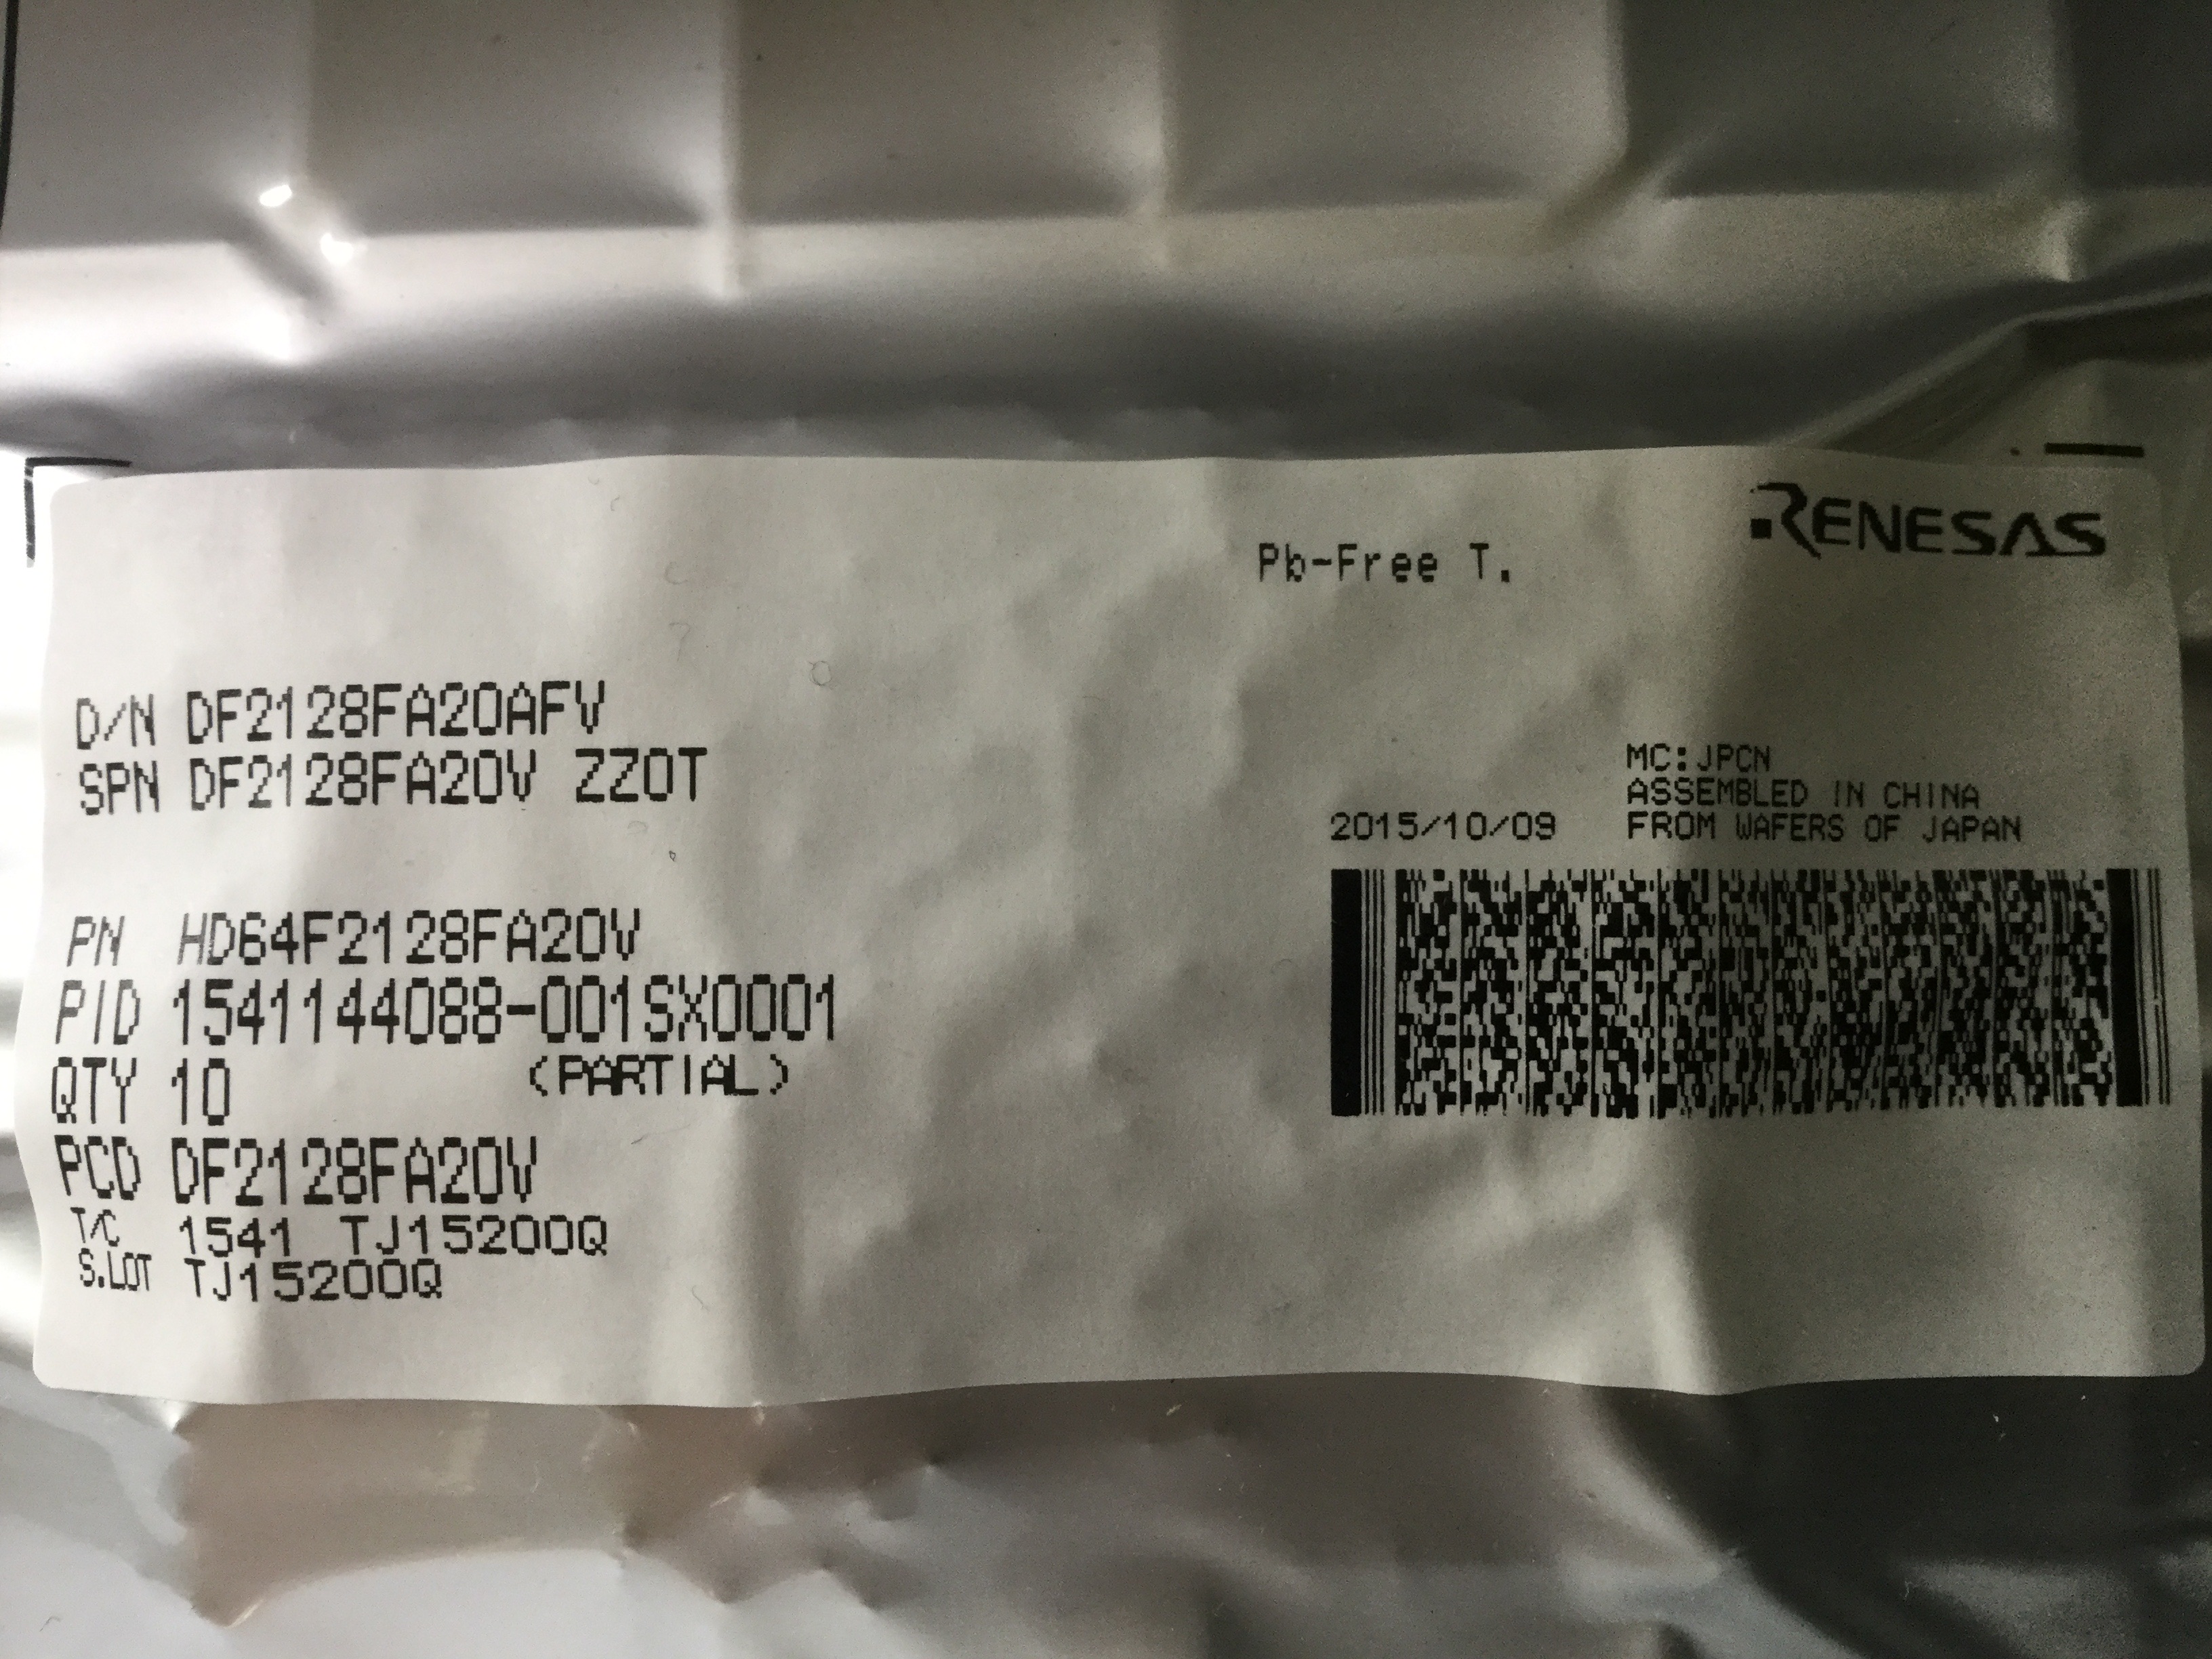 RENESAS
Pb-Free T.
D/N DF2128FA20AFV
SPN DF2128FA20V ZZ0T
MC:JPCN
ASSEMBLED IN CHINA
2015/10/09 FROM WAFERS OF JAPAN
PN HD64F2128FA20V
PID 1541144088-001SX0001
QTY 10 (PARTIAL)
PCD DF2128FA20V
T/C 1541 TJ15200Q
S.LOT TJ15200Q